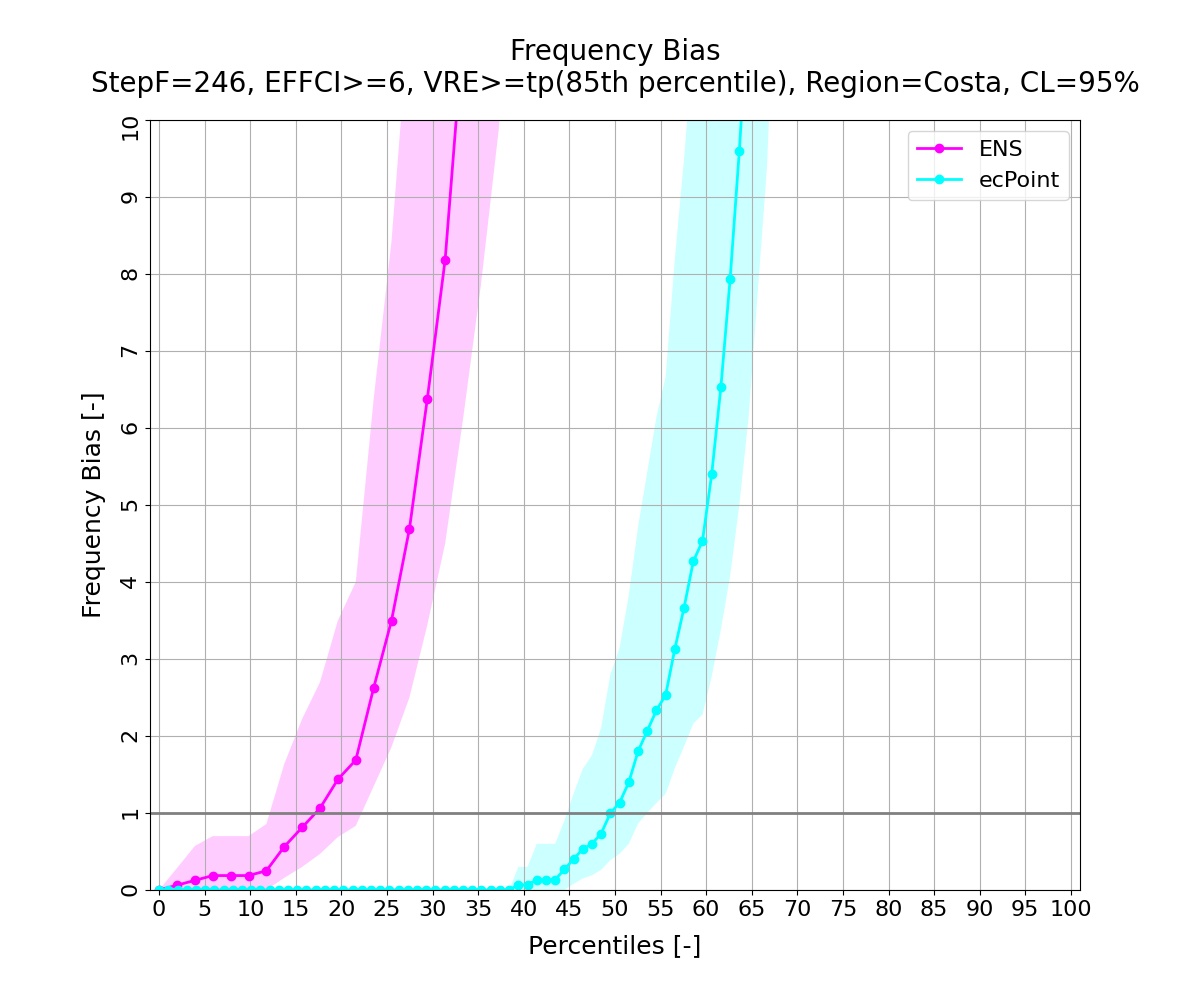 Frequency Bias
StepF=246, EFFCI>=6, VRE>=tp(85th percentile), Region=Costa, CL=95%
10
9
8
7
6
5
4
3
2
1
0
Frequency Bias [-]
ENS
ecPoint
0 5 10 15 20 25 30 35 40 45 50 55 60 65 70 75 80 85 90 95 100
Percentiles [-]